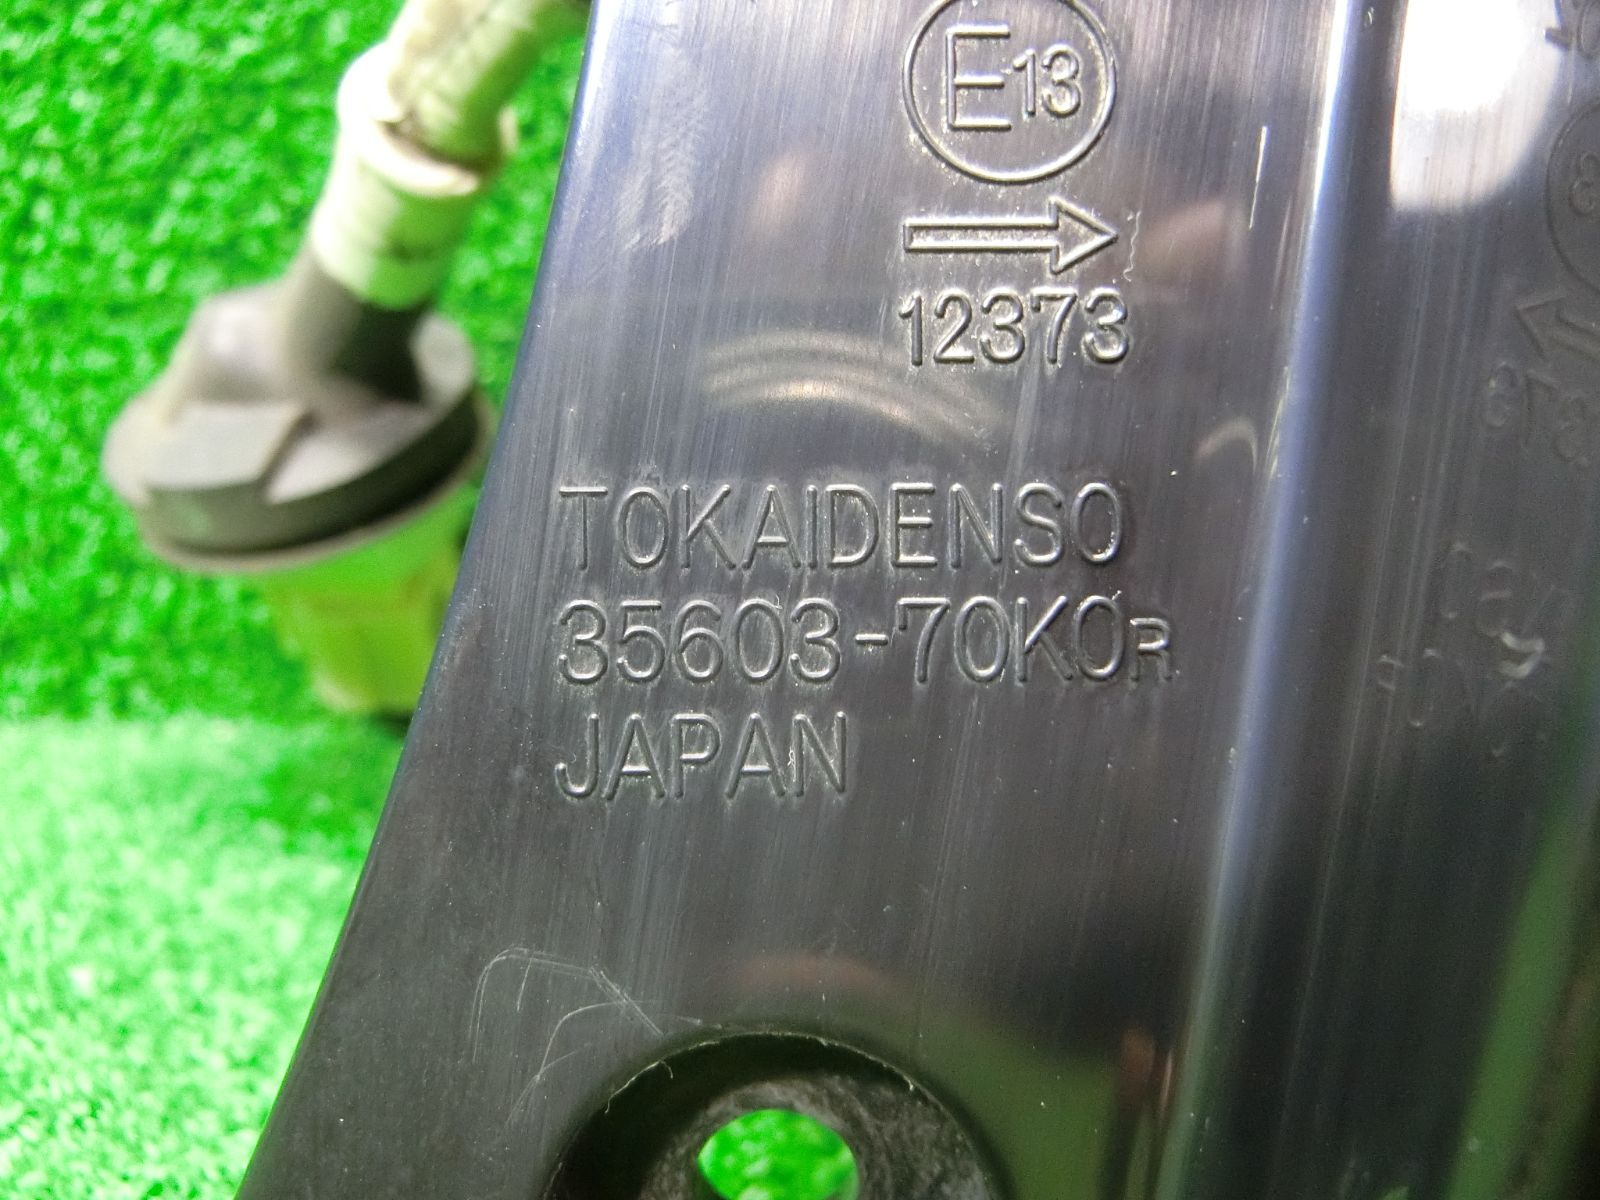 E13
12373
TOKAIDENSO
35603-70K0R
JAPAN